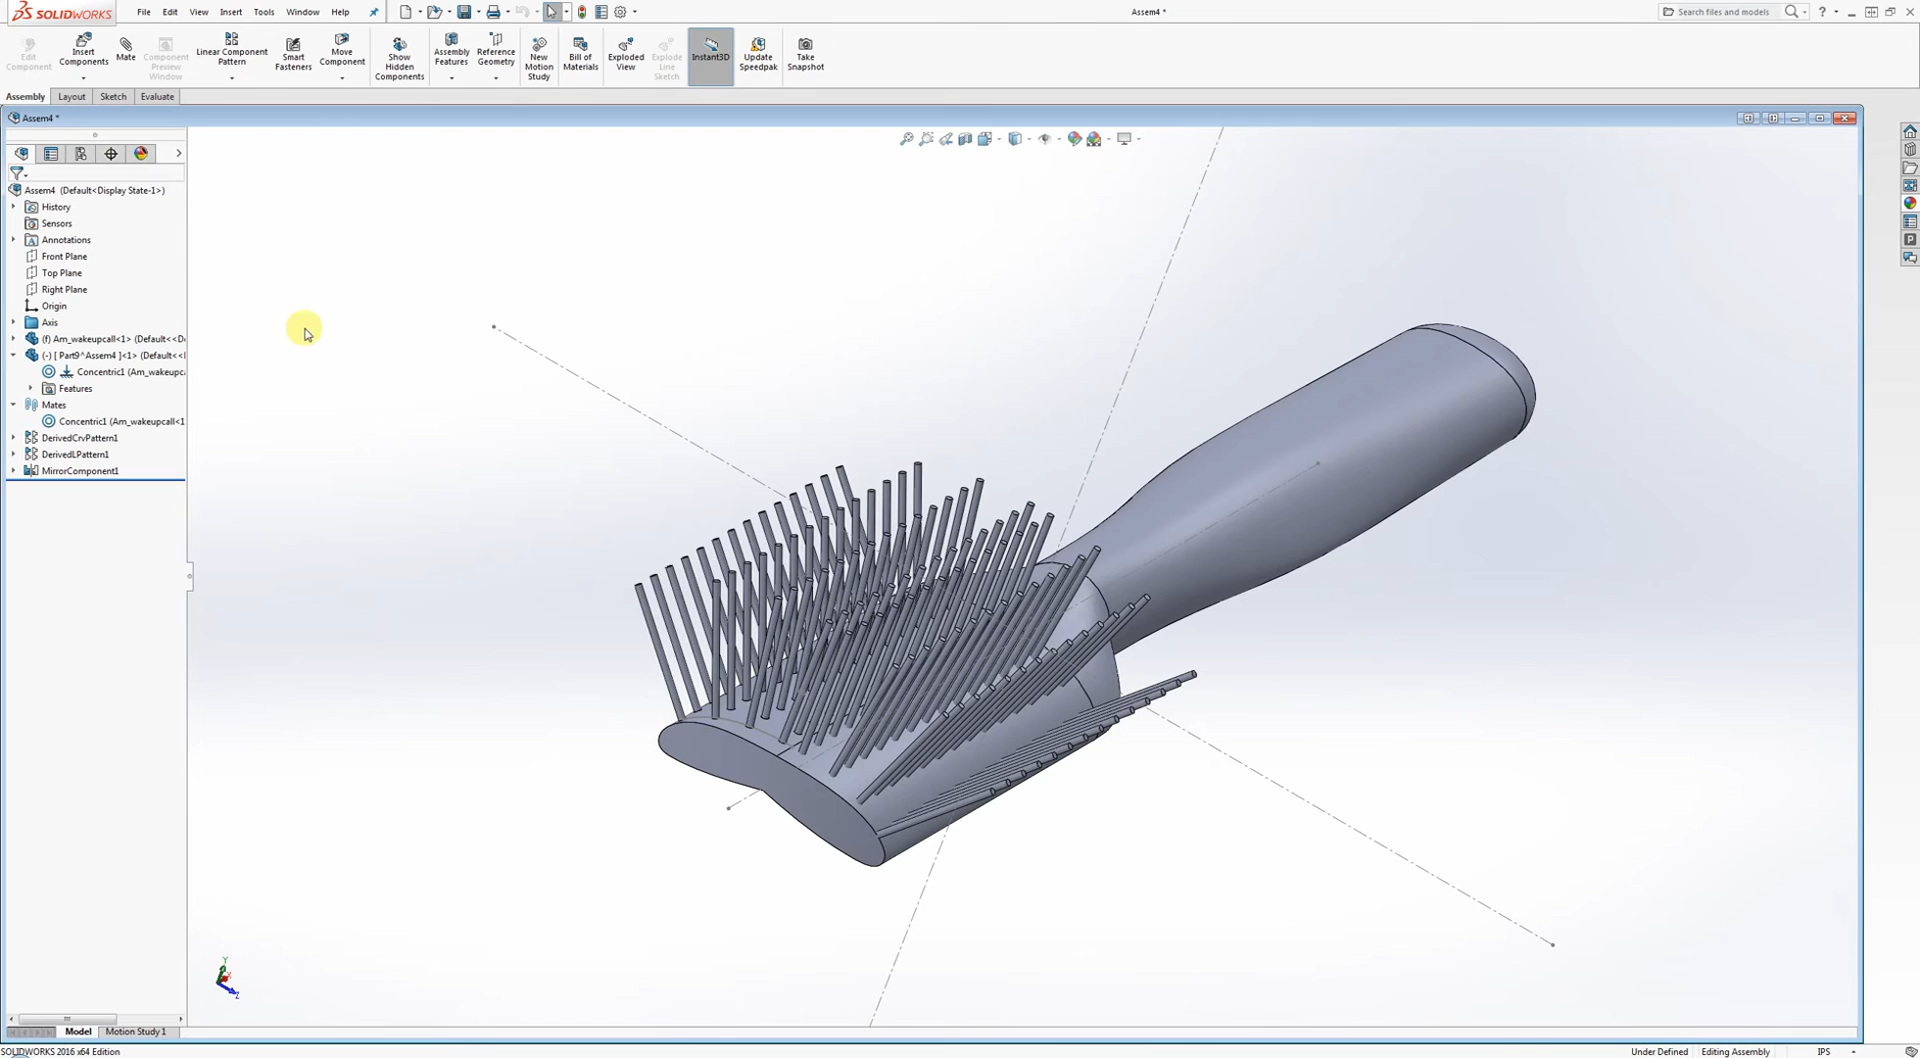 SOLIDWORKS File Edit View Insert Tools Window Help Assem4 * Search files and models
Edit Component
Insert Components
Mate
Component Preview Window
Linear Component Pattern
Smart Fasteners
Move Component
Show Hidden Components
Assembly Features
Reference Geometry
New Motion Study
Bill of Materials
Exploded View
Explode Line Sketch
Instant3D
Update Speedpak
Take Snapshot
Assembly Layout Sketch Evaluate
Assem4 *
Assem4 (Default<Display State-1>)
History
Sensors
Annotations
Front Plane
Top Plane
Right Plane
Origin
Axis
(f) Am_wakeupcall<1> (Default<<D
(-) [ Part9^Assem4 ]<1> (Default<<
Concentric1 (Am_wakeupc
Features
Mates
Concentric1 (Am_wakeupcall<1
DerivedCrvPattern1
DerivedLPattern1
MirrorComponent1
Y
X
Z
Model Motion Study 1
SOLIDWORKS 2016 x64 Edition Under Defined Editing Assembly IPS